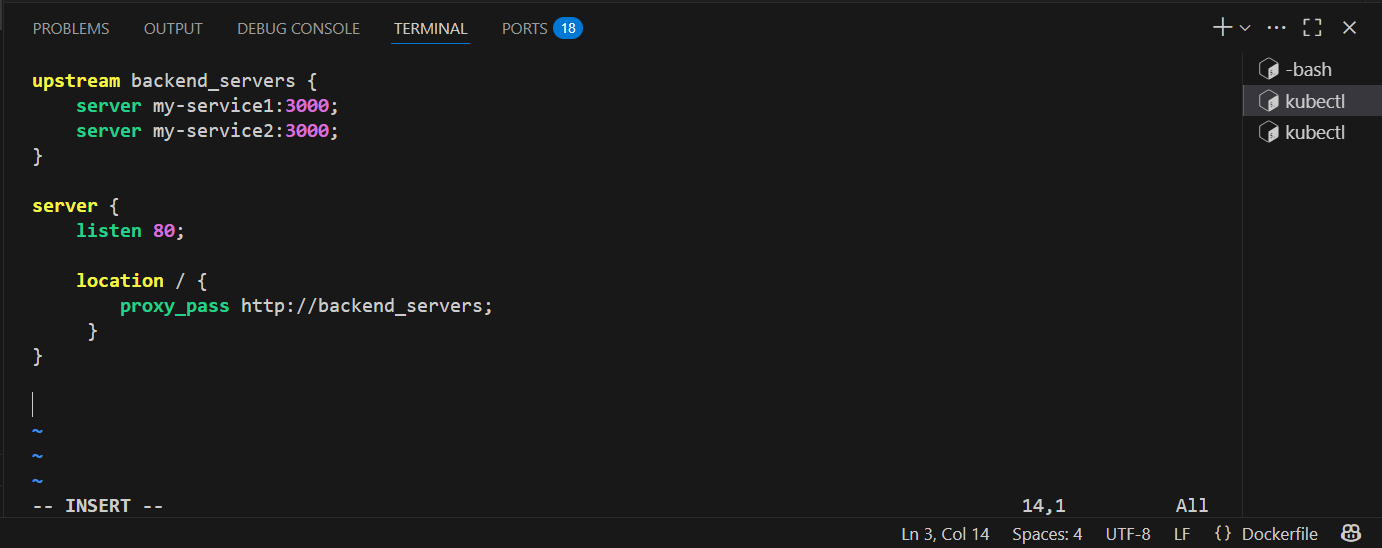 PROBLEMS OUTPUT DEBUG CONSOLE TERMINAL PORTS 18
-bash
kubectl
kubectl
upstream backend_servers {
    server my-service1:3000;
    server my-service2:3000;
}
server {
    listen 80;
    location / {
        proxy_pass http://backend_servers;
     }
}
~
~
~
-- INSERT -- 14,1 All
Ln 3, Col 14 Spaces: 4 UTF-8 LF {} Dockerfile